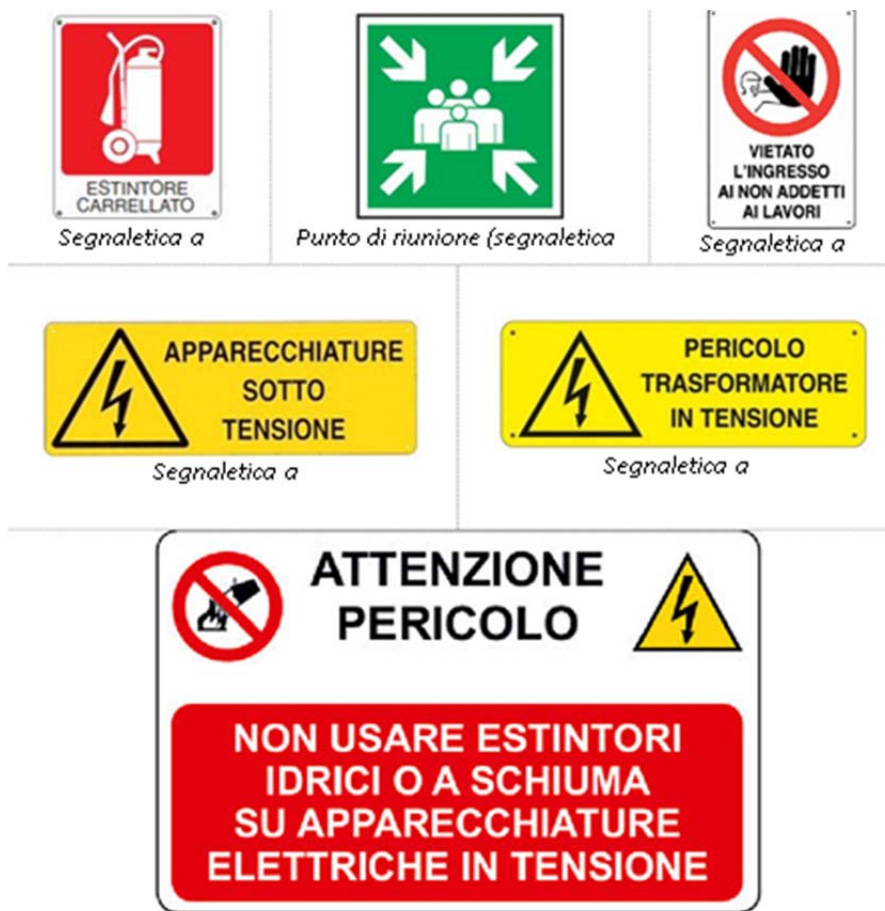 ESTINTORE
CARRELLATO
Segnaletica a
Punto di riunione (segnaletica
VIETATO
L'INGRESSO
AI NON ADDETTI
AI LAVORI
Segnaletica a
APPARECCHIATURE
SOTTO
TENSIONE
Segnaletica a
PERICOLO
TRASFORMATORE
IN TENSIONE
Segnaletica a
ATTENZIONE
PERICOLO
NON USARE ESTINTORI
IDRICI O A SCHIUMA
SU APPARECCHIATURE
ELETTRICHE IN TENSIONE